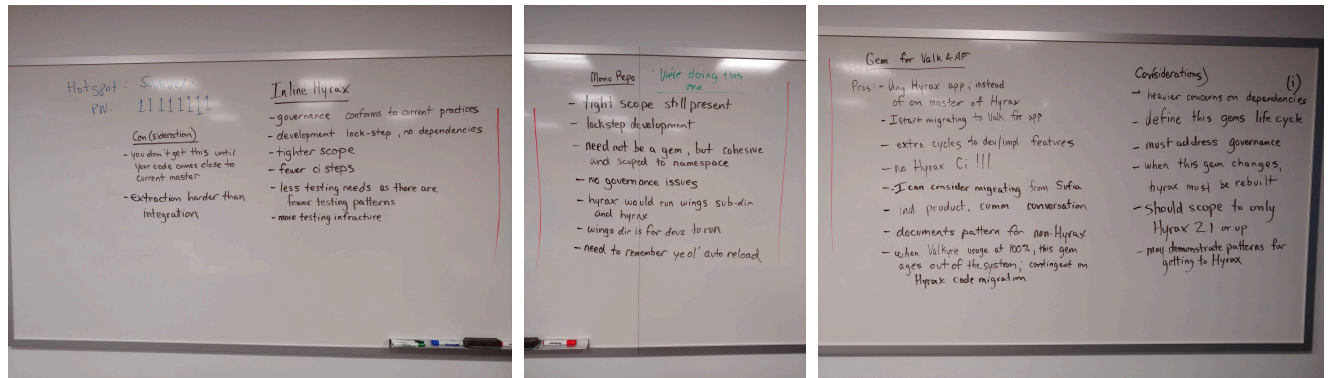 Hotspot: Scruvers
PW: 11111111
Con(sideration)
- you don't get this until
your code comes close to
current master
- Extraction harder than
integration
Inline Hyrax
- governance conforms to current practices
- development lock-step, no dependencies
- tighter scope
- fewer ci steps
- less testing needs as there are
fewer testing patterns
- more testing infracture
Mono Repo
We're doing this
one
- tight scope still present
- lockstep development
- need not be a gem, but cohesive
and scoped to namespace
- no governance issues
- hyrax would run wings sub-dir
and hyrax
- wings dir is for devs to run
- need to remember ye ol' auto reload
Gem for Valk & AF
Pros: - Any Hyrax app, instead
of on master of Hyrax
- I start migrating to Valk for app
- extra cycles to dev/impl features
- no Hyrax Ci !!!
- I can consider migrating from Sufia
- incl. product, comm conversation
- documents pattern for non-Hyrax
- when Valkyrie usage at 100%, this gem
ages out of the system; contingent on
Hyrax code migration
Considerations)
(i)
- heavier concerns on dependencies
- define this gems life cycle
- must address governance
- when this gem changes,
hyrax must be rebuilt
- Should scope to only
Hyrax 2.1 or up
- may demonstrate patterns for
getting to Hyrax